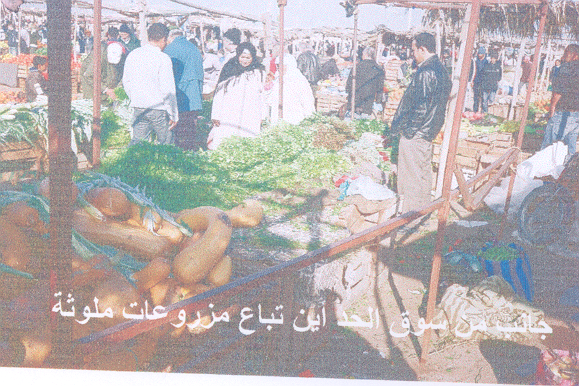 جانب من سوق الحد أين تباع مزروعات ملوثة